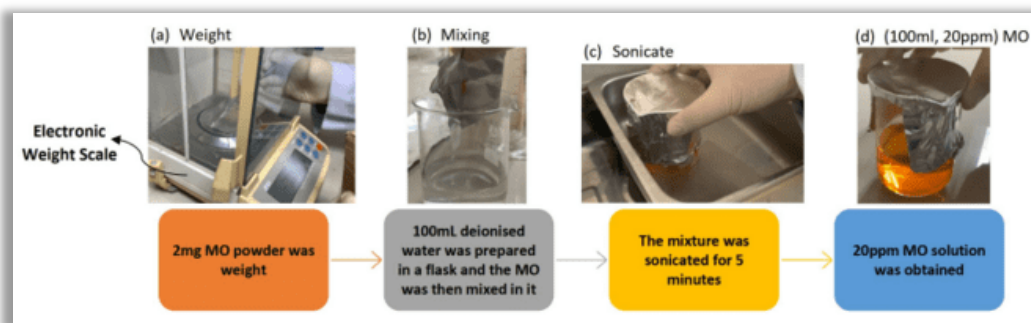 (a) Weight
(b) Mixing
(c) Sonicate
(d) (100ml, 20ppm) MO
Electronic
Weight Scale
2mg MO powder was
weight
100mL deionised
water was prepared
in a flask and the MO
was then mixed in it
The mixture was
sonicated for 5
minutes
20ppm MO solution
was obtained